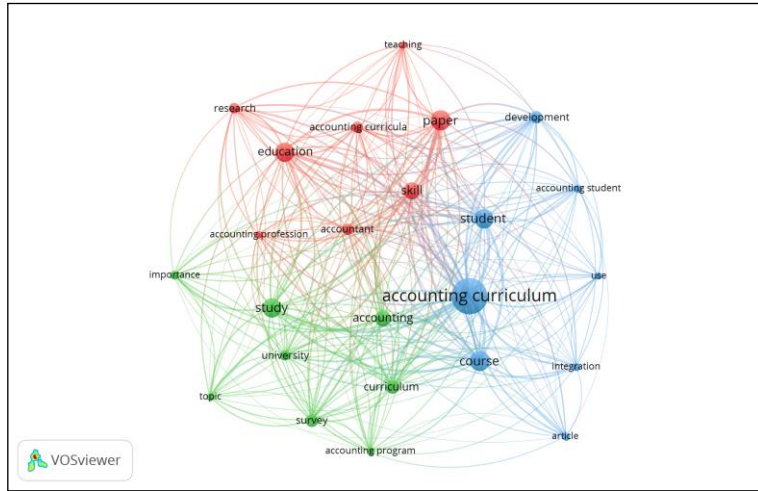 teaching
research
paper
development
accounting curricula
education
accounting student
skill
student
accountant
accounting profession
importance
use
accounting curriculum
study
accounting
university
course
integration
curriculum
topic
survey
article
accounting program
VOSviewer